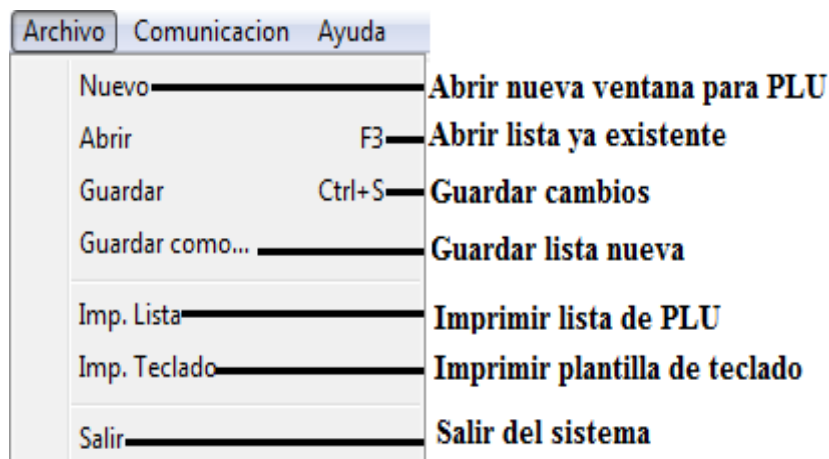 Archivo Comunicacion Ayuda
Nuevo Abrir nueva ventana para PLU
Abrir F3 Abrir lista ya existente
Guardar Ctrl+S Guardar cambios
Guardar como... Guardar lista nueva
Imp. Lista Imprimir lista de PLU
Imp. Teclado Imprimir plantilla de teclado
Salir Salir del sistema